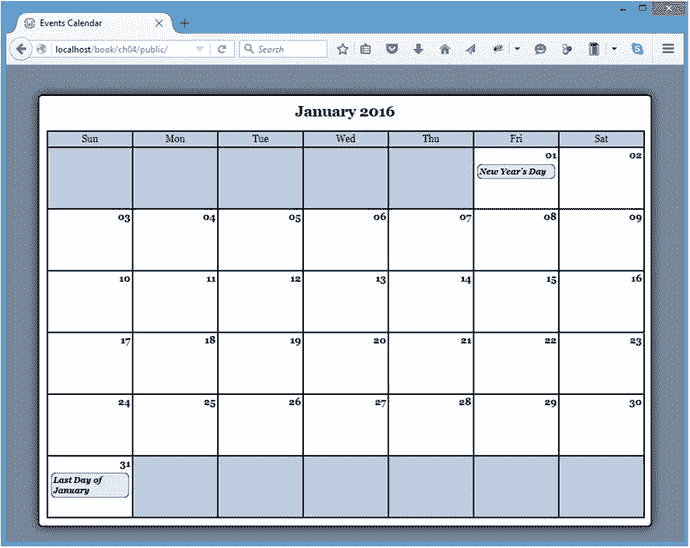 Events Calendar
localhost/book/ch04/public/
Search
January 2016
Sun Mon Tue Wed Thu Fri Sat
01 02
New Year's Day
03 04 05 06 07 08 09
10 11 12 13 14 15 16
17 18 19 20 21 22 23
24 25 26 27 28 29 30
31
Last Day of
January